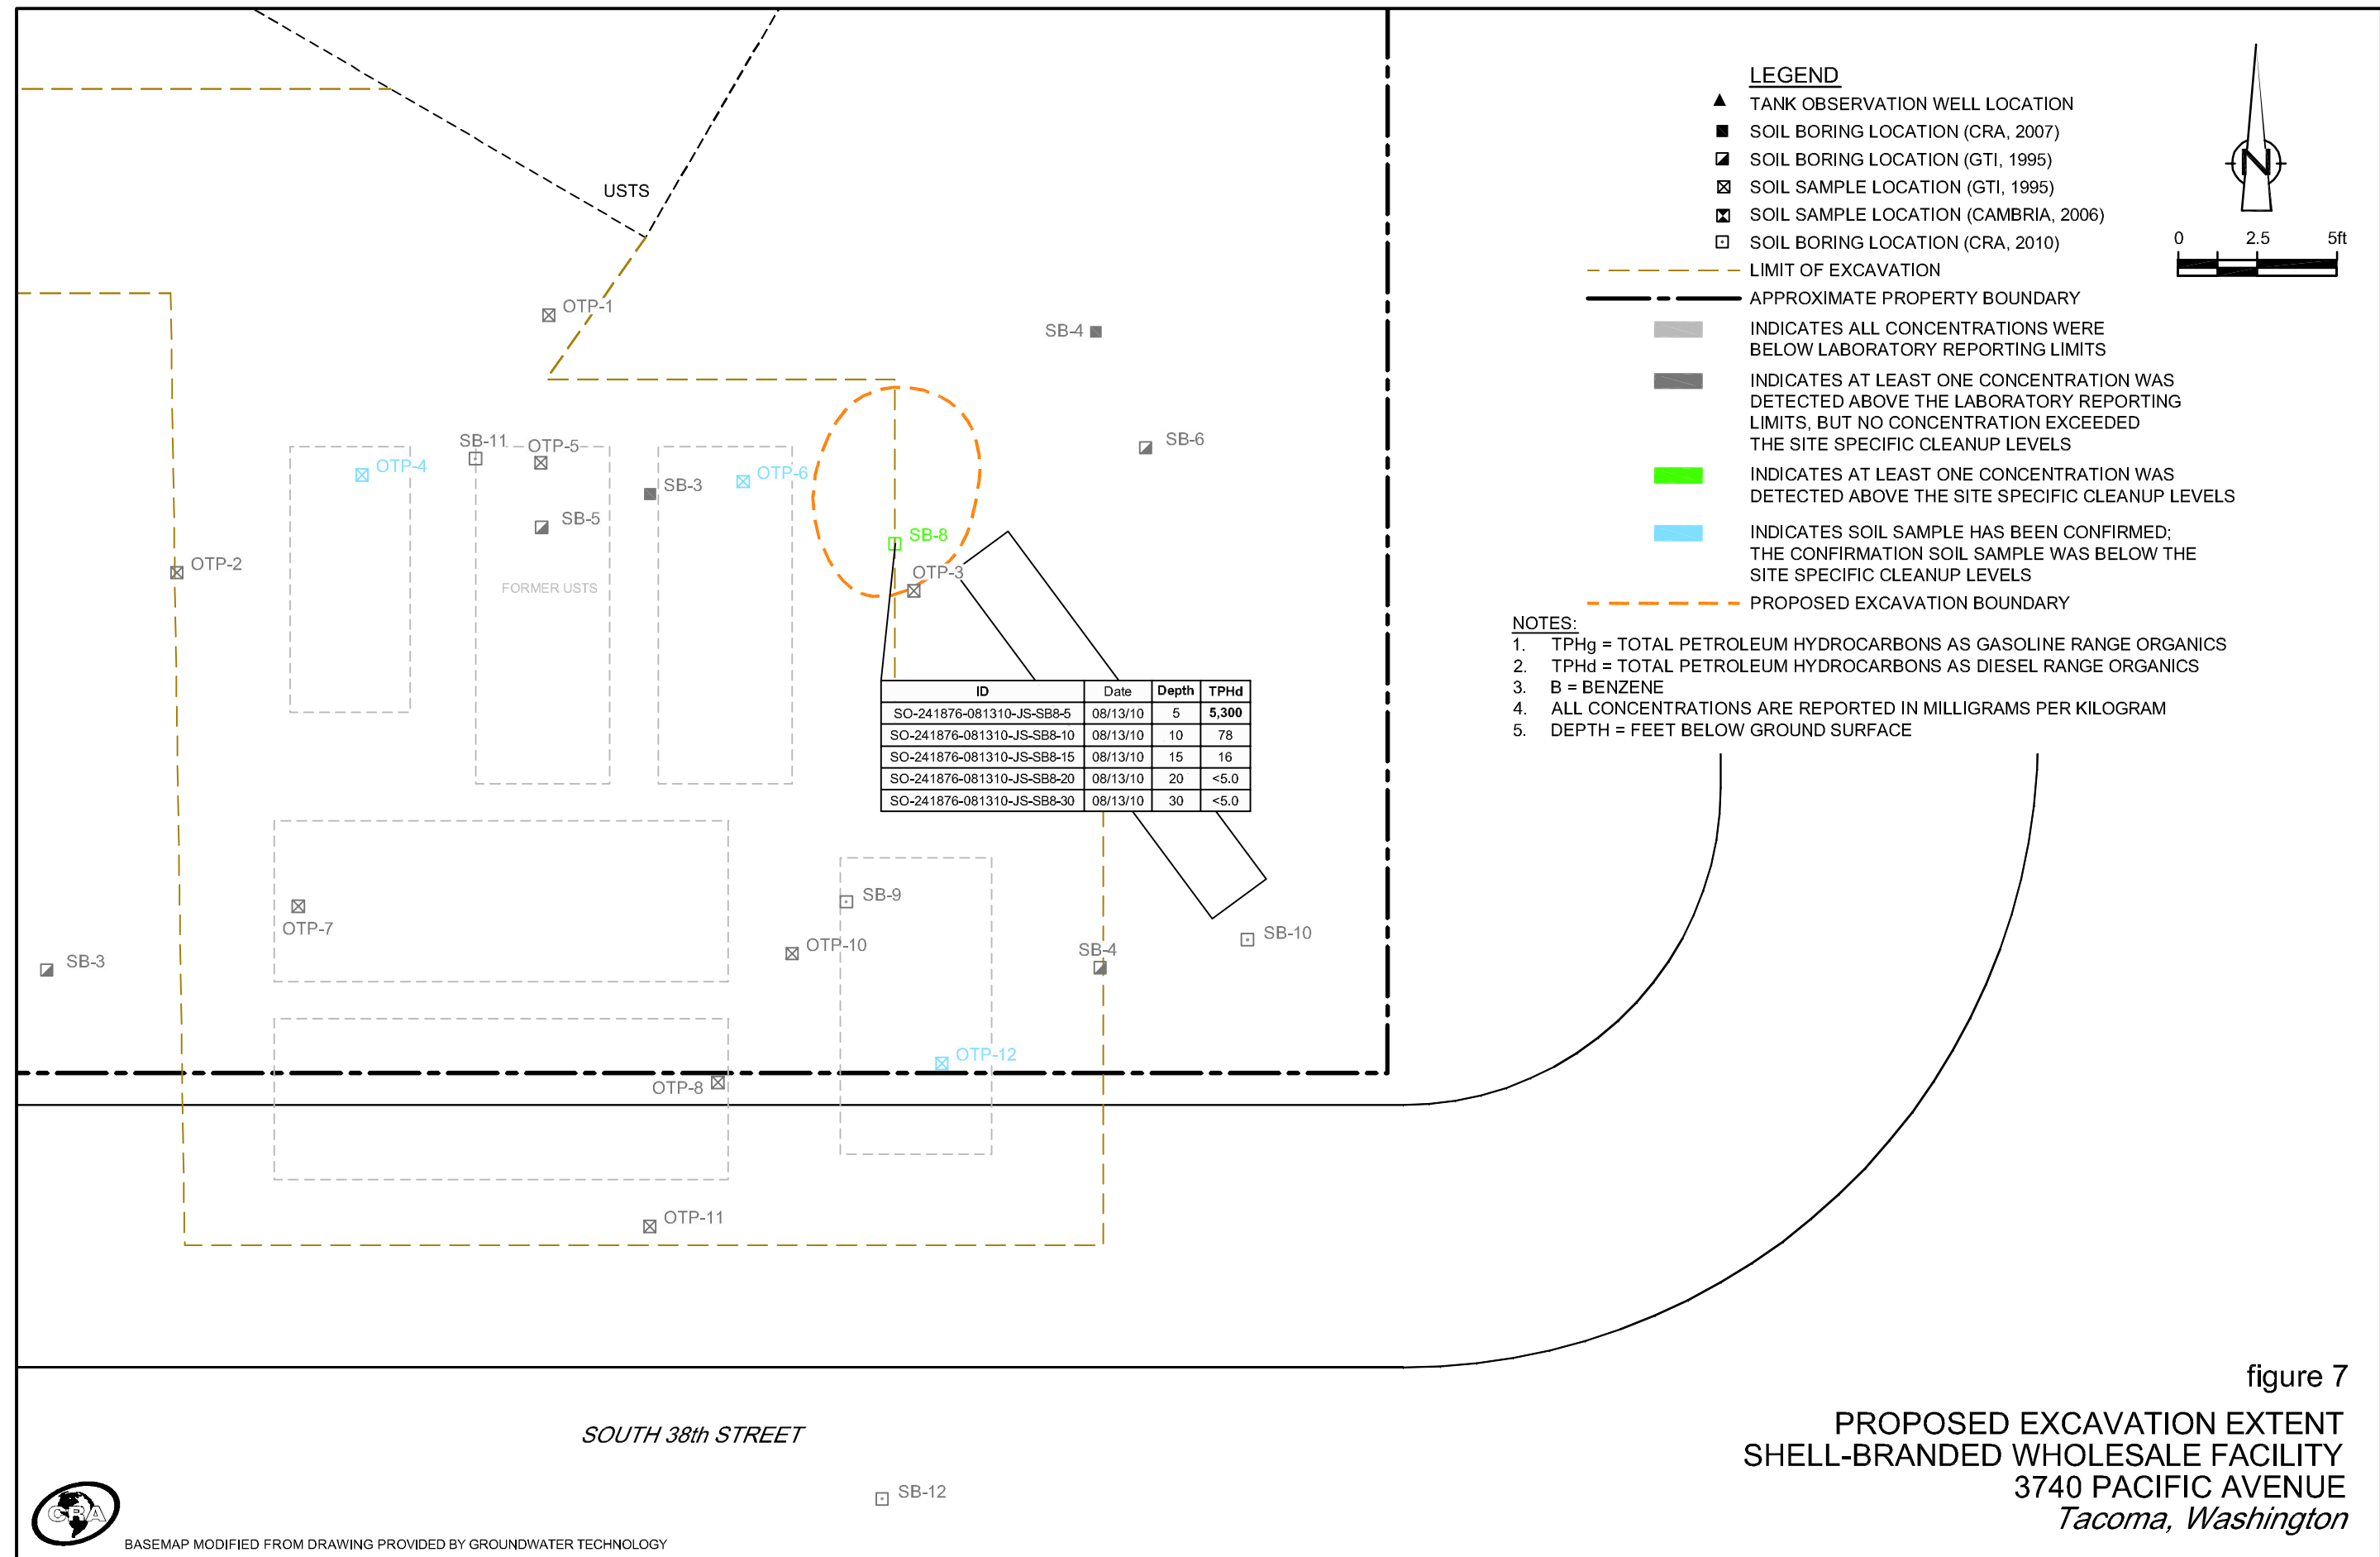 LEGEND
TANK OBSERVATION WELL LOCATION
SOIL BORING LOCATION (CRA, 2007)
SOIL BORING LOCATION (GTI, 1995)
SOIL SAMPLE LOCATION (GTI, 1995)
SOIL SAMPLE LOCATION (CAMBRIA, 2006)
SOIL BORING LOCATION (CRA, 2010)
LIMIT OF EXCAVATION
APPROXIMATE PROPERTY BOUNDARY
INDICATES ALL CONCENTRATIONS WERE
BELOW LABORATORY REPORTING LIMITS
INDICATES AT LEAST ONE CONCENTRATION WAS
DETECTED ABOVE THE LABORATORY REPORTING
LIMITS, BUT NO CONCENTRATION EXCEEDED
THE SITE SPECIFIC CLEANUP LEVELS
INDICATES AT LEAST ONE CONCENTRATION WAS
DETECTED ABOVE THE SITE SPECIFIC CLEANUP LEVELS
INDICATES SOIL SAMPLE HAS BEEN CONFIRMED;
THE CONFIRMATION SOIL SAMPLE WAS BELOW THE
SITE SPECIFIC CLEANUP LEVELS
PROPOSED EXCAVATION BOUNDARY
N
0 2.5 5ft
NOTES:
1. TPHg = TOTAL PETROLEUM HYDROCARBONS AS GASOLINE RANGE ORGANICS
2. TPHd = TOTAL PETROLEUM HYDROCARBONS AS DIESEL RANGE ORGANICS
3. B = BENZENE
4. ALL CONCENTRATIONS ARE REPORTED IN MILLIGRAMS PER KILOGRAM
5. DEPTH = FEET BELOW GROUND SURFACE
USTS
OTP-1
SB-4
SB-6
SB-11
OTP-5
OTP-4
OTP-6
SB-3
SB-5
SB-8
OTP-2
OTP-3
FORMER USTS
ID Date Depth TPHd
SO-241876-081310-JS-SB8-5 08/13/10 5 5,300
SO-241876-081310-JS-SB8-10 08/13/10 10 78
SO-241876-081310-JS-SB8-15 08/13/10 15 16
SO-241876-081310-JS-SB8-20 08/13/10 20 <5.0
SO-241876-081310-JS-SB8-30 08/13/10 30 <5.0
SB-9
OTP-7
OTP-10
SB-4
SB-10
SB-3
OTP-12
OTP-8
OTP-11
SOUTH 38th STREET
SB-12
CRA
BASEMAP MODIFIED FROM DRAWING PROVIDED BY GROUNDWATER TECHNOLOGY
figure 7
PROPOSED EXCAVATION EXTENT
SHELL-BRANDED WHOLESALE FACILITY
3740 PACIFIC AVENUE
Tacoma, Washington